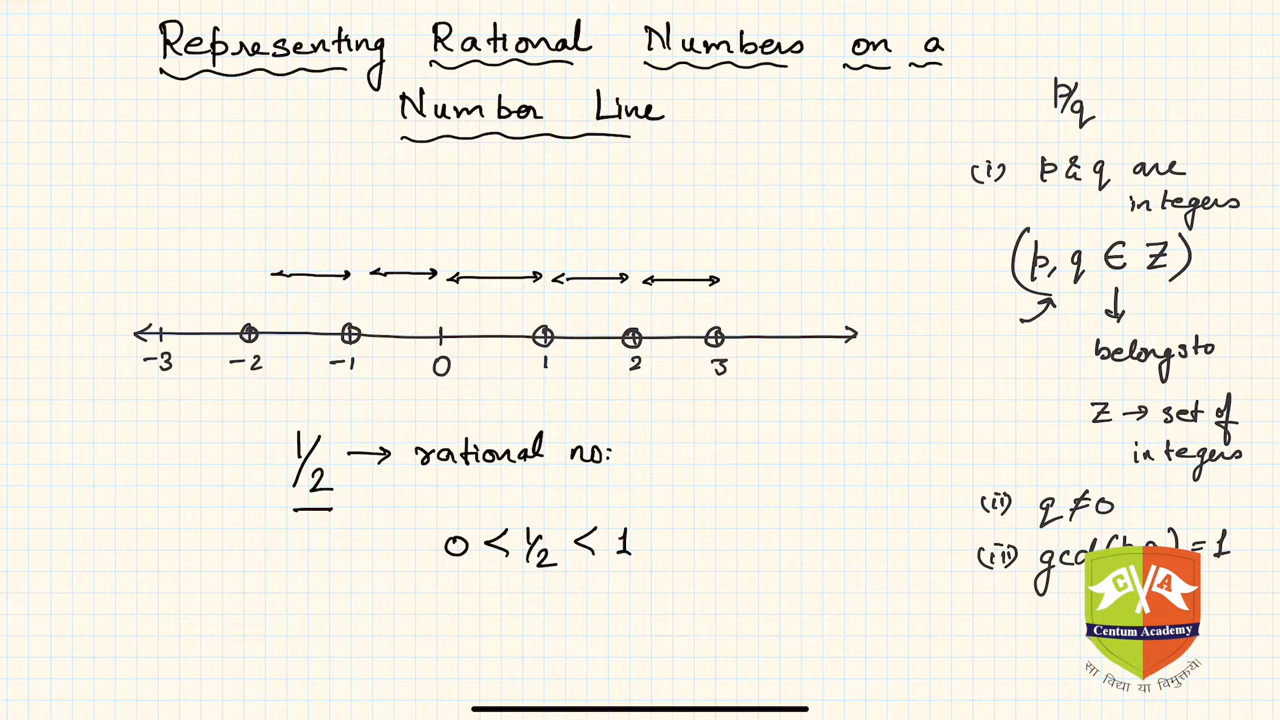 Representing Rational Numbers on a
Number Line
-3 -2 -1 0 1 2 3
1/2 → rational no:
0 < 1/2 < 1
p/q
(i) p & q are
integers
(p, q ∈ Z)
↓
belongs to
Z → set of
integers
(ii) q ≠ 0
(iii) gcd = 1
C A
Centum Academy
सा विद्या या विमुक्तये।